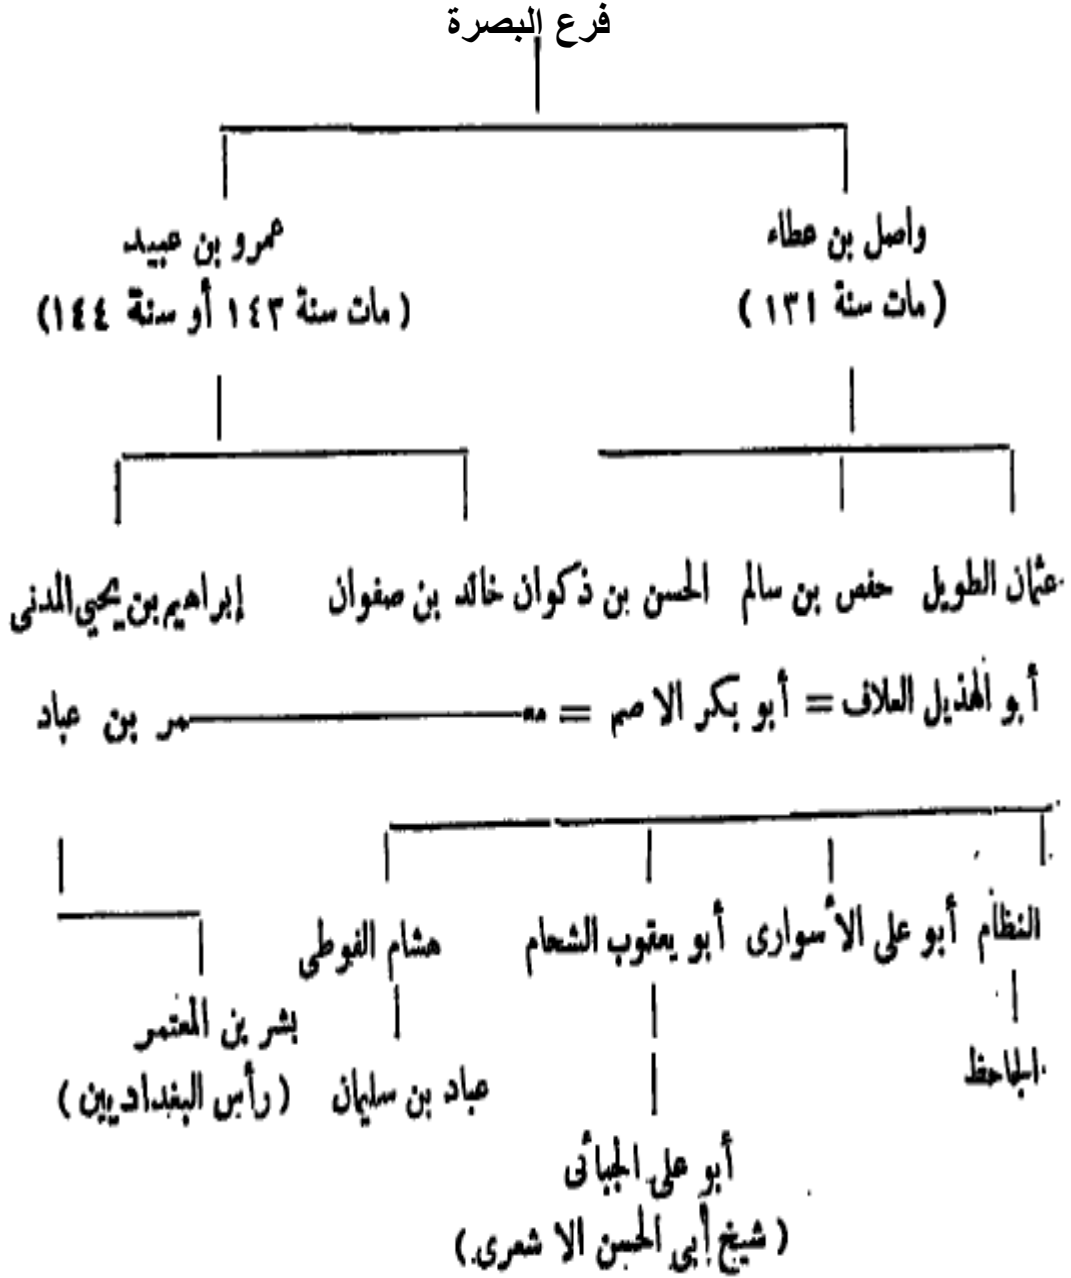 فرع البصرة
واصل بن عطاء
عمرو بن عبيد
(مات سنة ١٣١)
(مات سنة ١٤٣ أو سنة ١٤٤)
عثمان الطويل حفص بن سالم الحسن بن ذكوان خالد بن صفوان إبراهيم بن يحيى المدنى
أبو الهذيل العلاف = أبو بكر الاصم = معمر بن عباد
النظام أبو على الأسوارى أبو يعقوب الشحام هشام الفوطى
الجاحظ
بشر بن المعتمر
عباد بن سليمان
(رأس البغداديين)
أبو على الجبائى
(شيخ أبى الحسن الاشعرى)